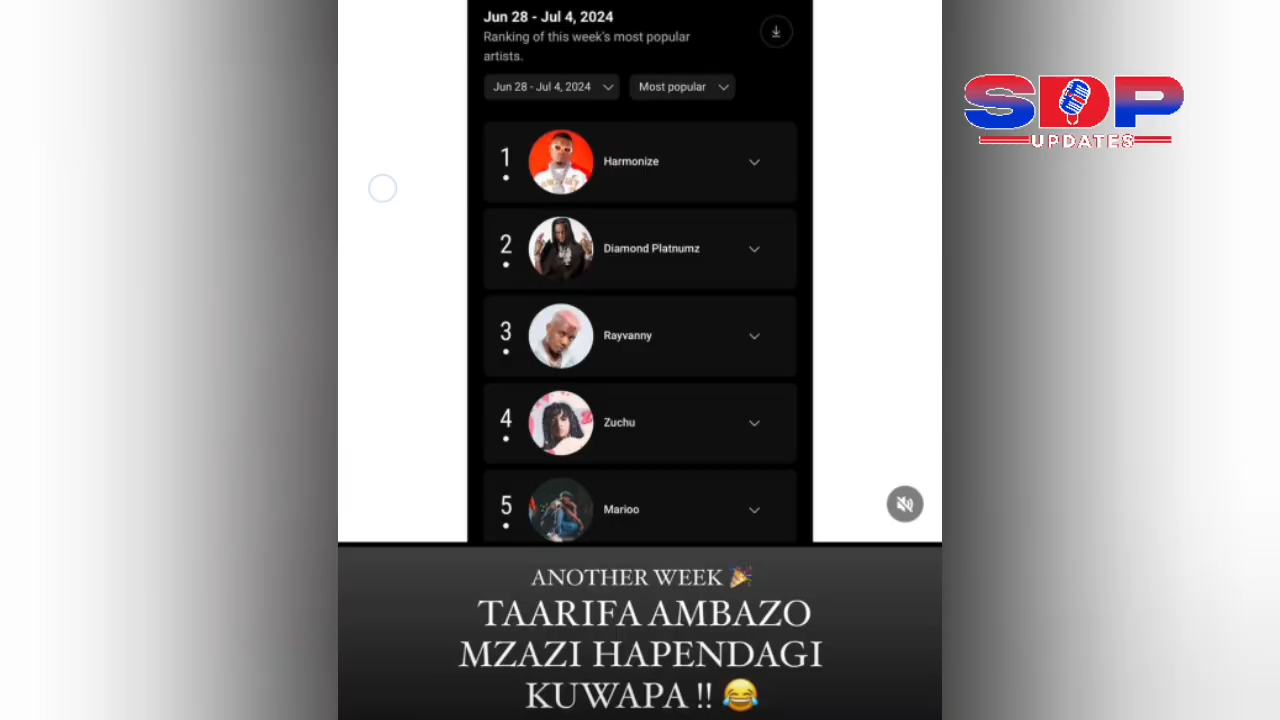 Jun 28 - Jul 4, 2024
Ranking of this week's most popular
artists.
Jun 28 - Jul 4, 2024
Most popular
1
Harmonize
2
Diamond Platnumz
3
Rayvanny
4
Zuchu
5
Marioo
SDP
UPDATES
ANOTHER WEEK 🎉
TAARIFA AMBAZO
MZAZI HAPENDAGI
KUWAPA !! 😂